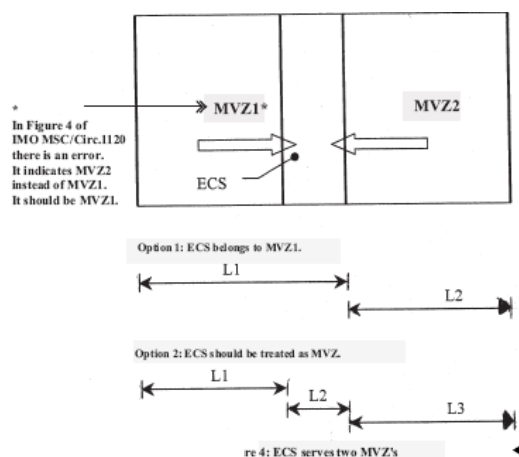 MVZ1*
MVZ2
*
In Figure 4 of
IMO MSC/Circ.1120
there is an error.
It indicates MVZ2
instead of MVZ1.
It should be MVZ1.
ECS
Option 1: ECS belongs to MVZ1.
L1
L2
Option 2: ECS should be treated as MVZ.
L1
L2
L3
re 4: ECS serves two MVZ's